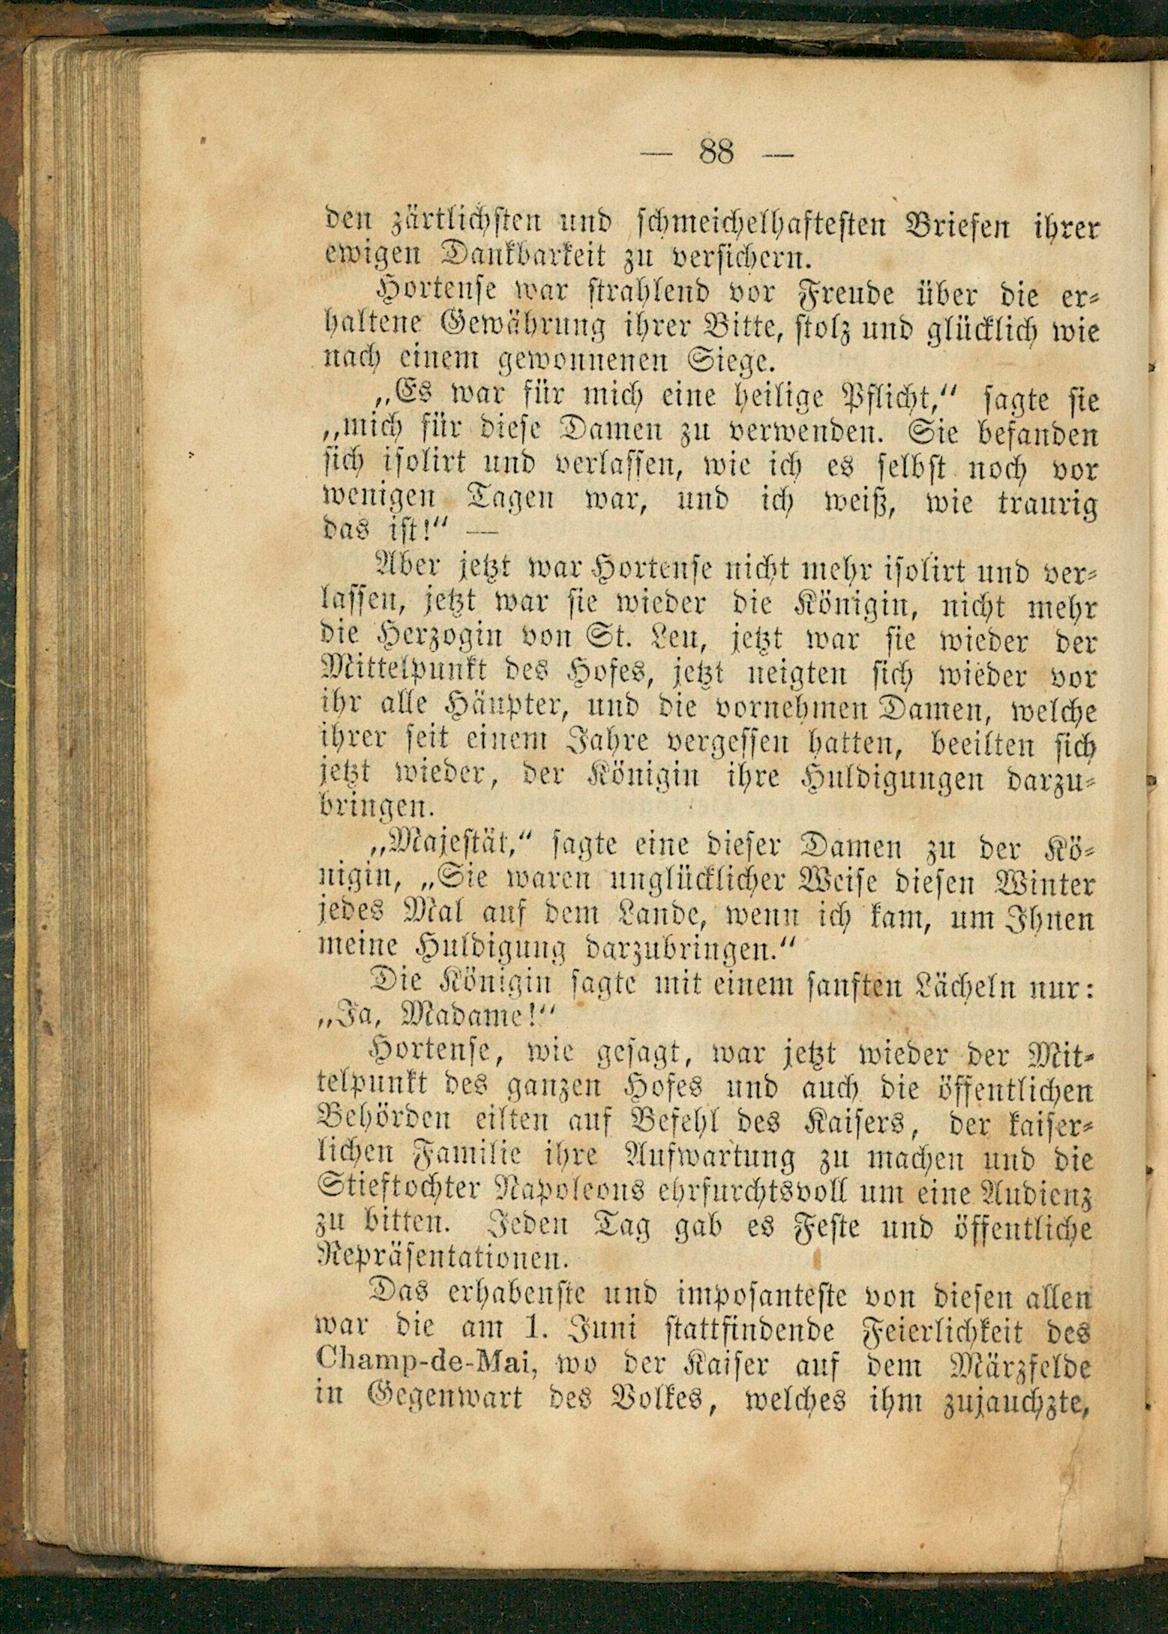 — 88 —
den zärtlichsten und schmeichelhaftesten Briefen ihrer
ewigen Dankbarkeit zu versichern.
Hortense war strahlend vor Freude über die er-
haltene Gewährung ihrer Bitte, stolz und glücklich wie
nach einem gewonnenen Siege.
„Es war für mich eine heilige Pflicht,“ sagte sie
„mich für diese Damen zu verwenden. Sie befanden
sich isolirt und verlassen, wie ich es selbst noch vor
wenigen Tagen war, und ich weiß, wie traurig
das ist!“ —
Aber jetzt war Hortense nicht mehr isolirt und ver-
lassen, jetzt war sie wieder die Königin, nicht mehr
die Herzogin von St. Leu, jetzt war sie wieder der
Mittelpunkt des Hofes, jetzt neigten sich wieder vor
ihr alle Häupter, und die vornehmen Damen, welche
ihrer seit einem Jahre vergessen hatten, beeilten sich
jetzt wieder, der Königin ihre Huldigungen darzu-
bringen.
„Majestät,“ sagte eine dieser Damen zu der Kö-
nigin, „Sie waren unglücklicher Weise diesen Winter
jedes Mal auf dem Lande, wenn ich kam, um Ihnen
meine Huldigung darzubringen.“
Die Königin sagte mit einem sanften Lächeln nur:
„Ja, Madame!“
Hortense, wie gesagt, war jetzt wieder der Mit-
telpunkt des ganzen Hofes und auch die öffentlichen
Behörden eilten auf Befehl des Kaisers, der kaiser-
lichen Familie ihre Aufwartung zu machen und die
Stieftochter Napoleons ehrfurchtsvoll um eine Audienz
zu bitten. Jeden Tag gab es Feste und öffentliche
Repräsentationen.
Das erhabenste und imposanteste von diesen allen
war die am 1. Juni stattfindende Feierlichkeit des
Champ-de-Mai, wo der Kaiser auf dem Märzfelde
in Gegenwart des Volkes, welches ihm zujauchzte,